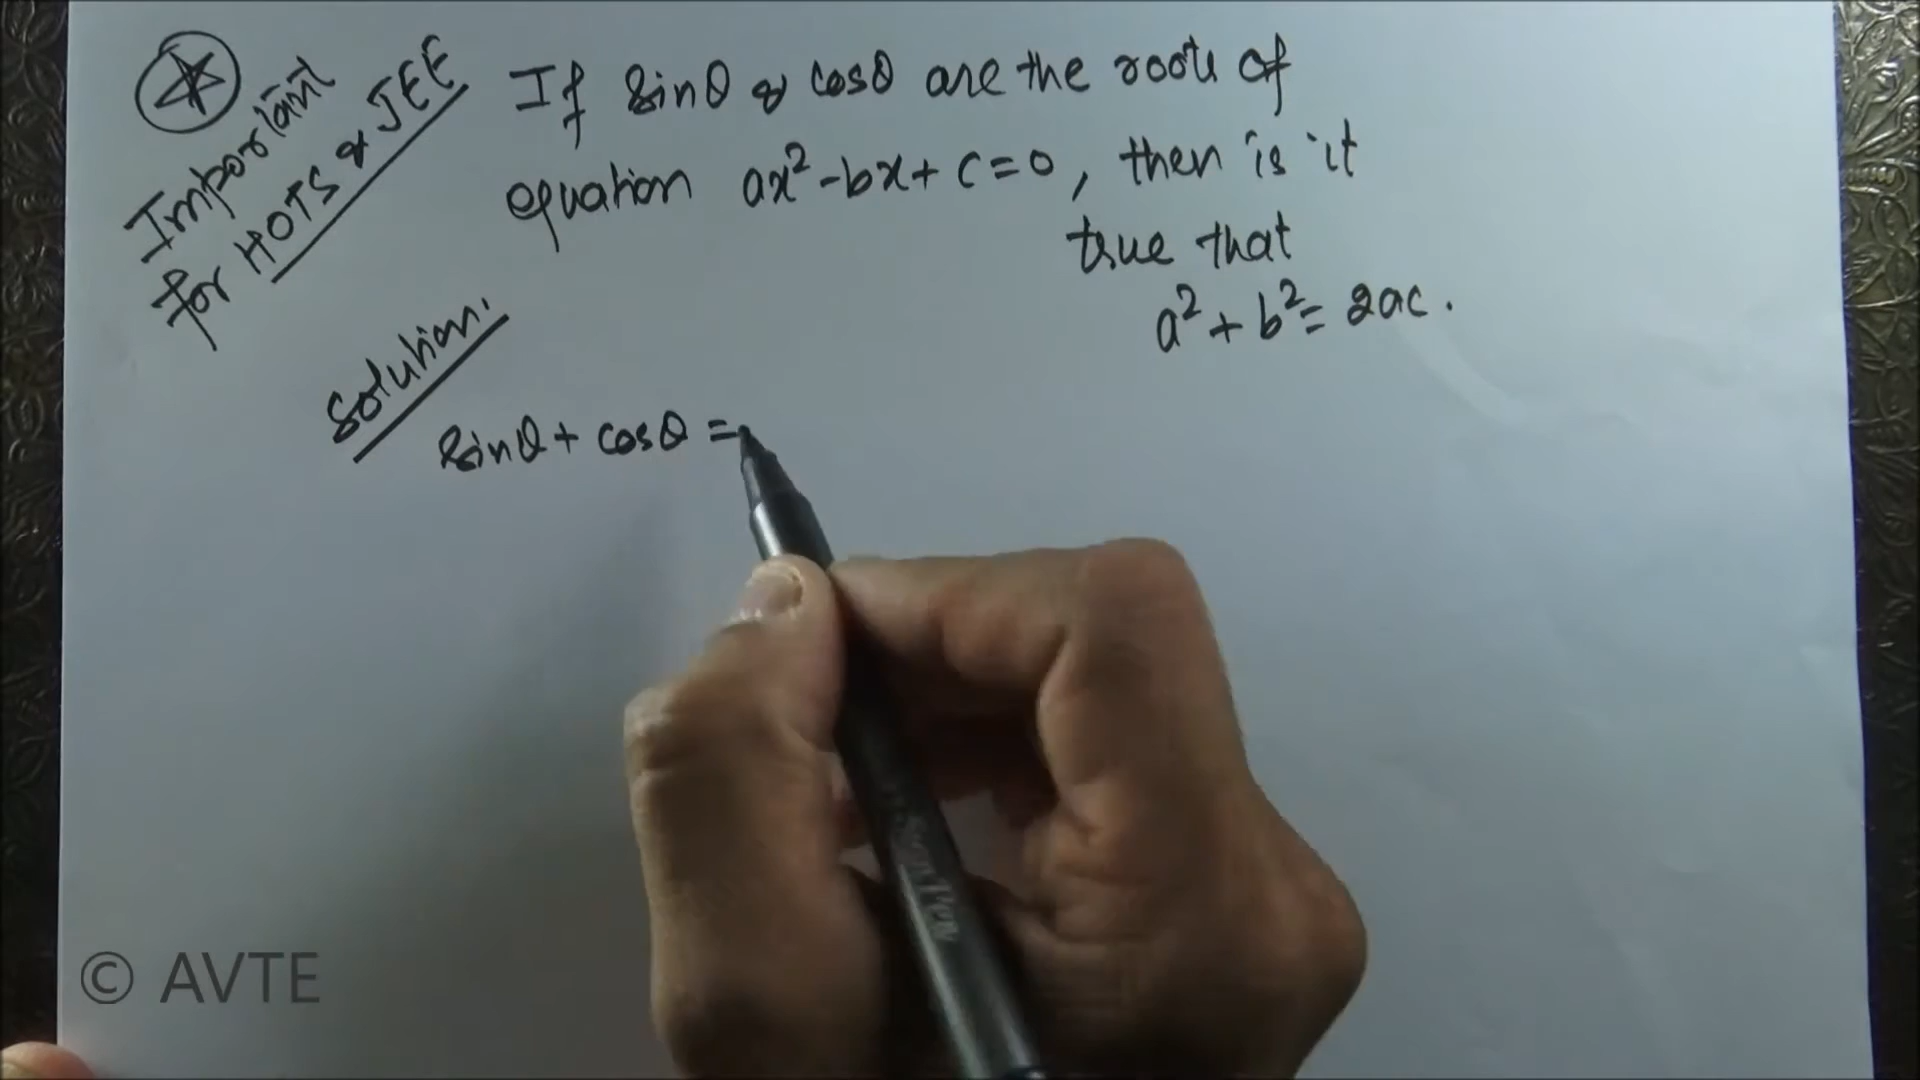 Important
for HOTS & JEE
If sinθ & cosθ are the roots of
equation ax²-bx+c=0, then is it
true that
a²+b²=2ac.
Solution.
sinθ+cosθ=
© AVTE